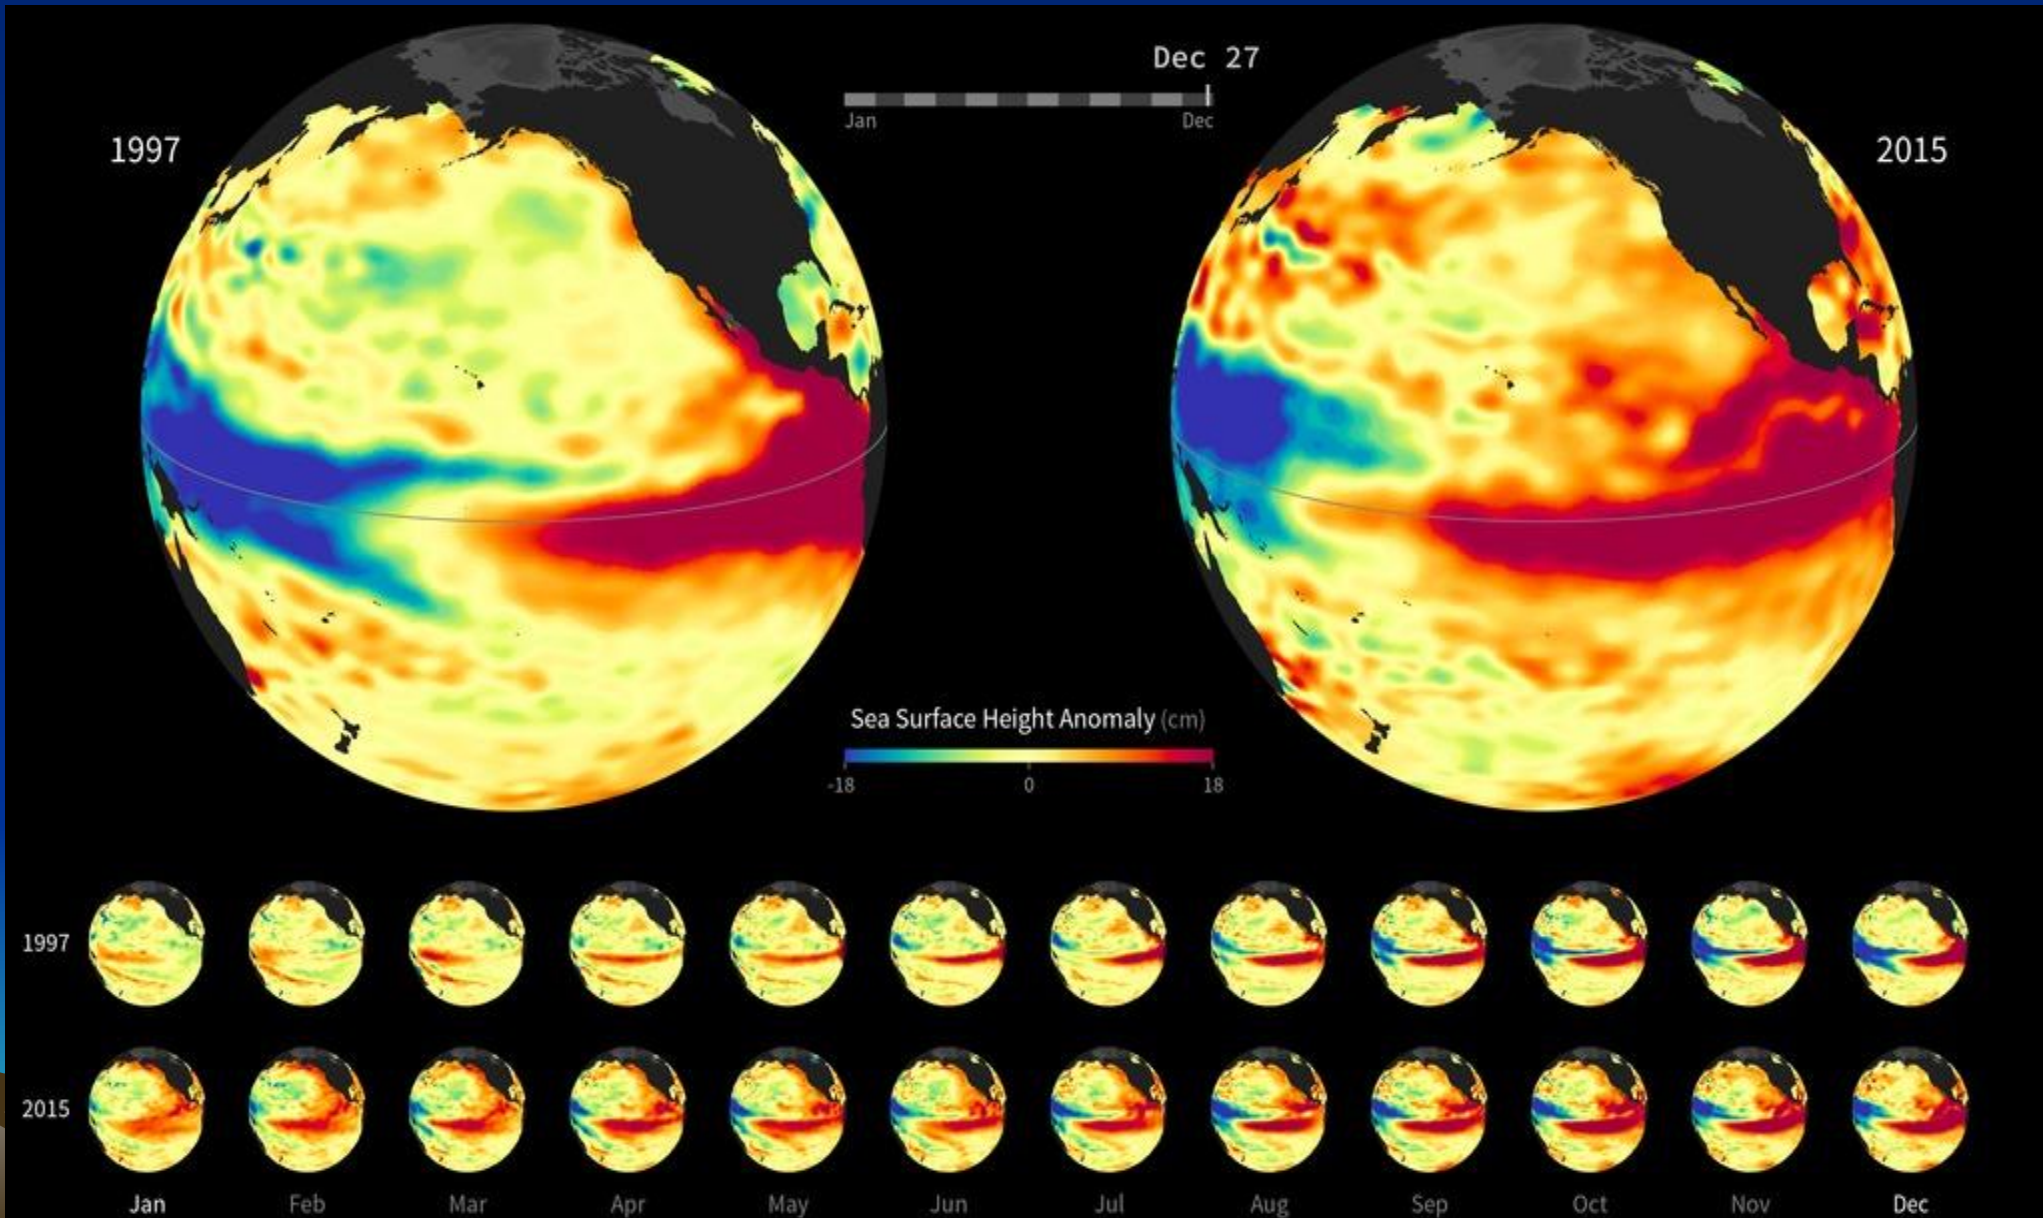 Dec 27
Jan Dec
1997
2015
Sea Surface Height Anomaly (cm)
-18 0 18
1997
2015
Jan Feb Mar Apr May Jun Jul Aug Sep Oct Nov Dec